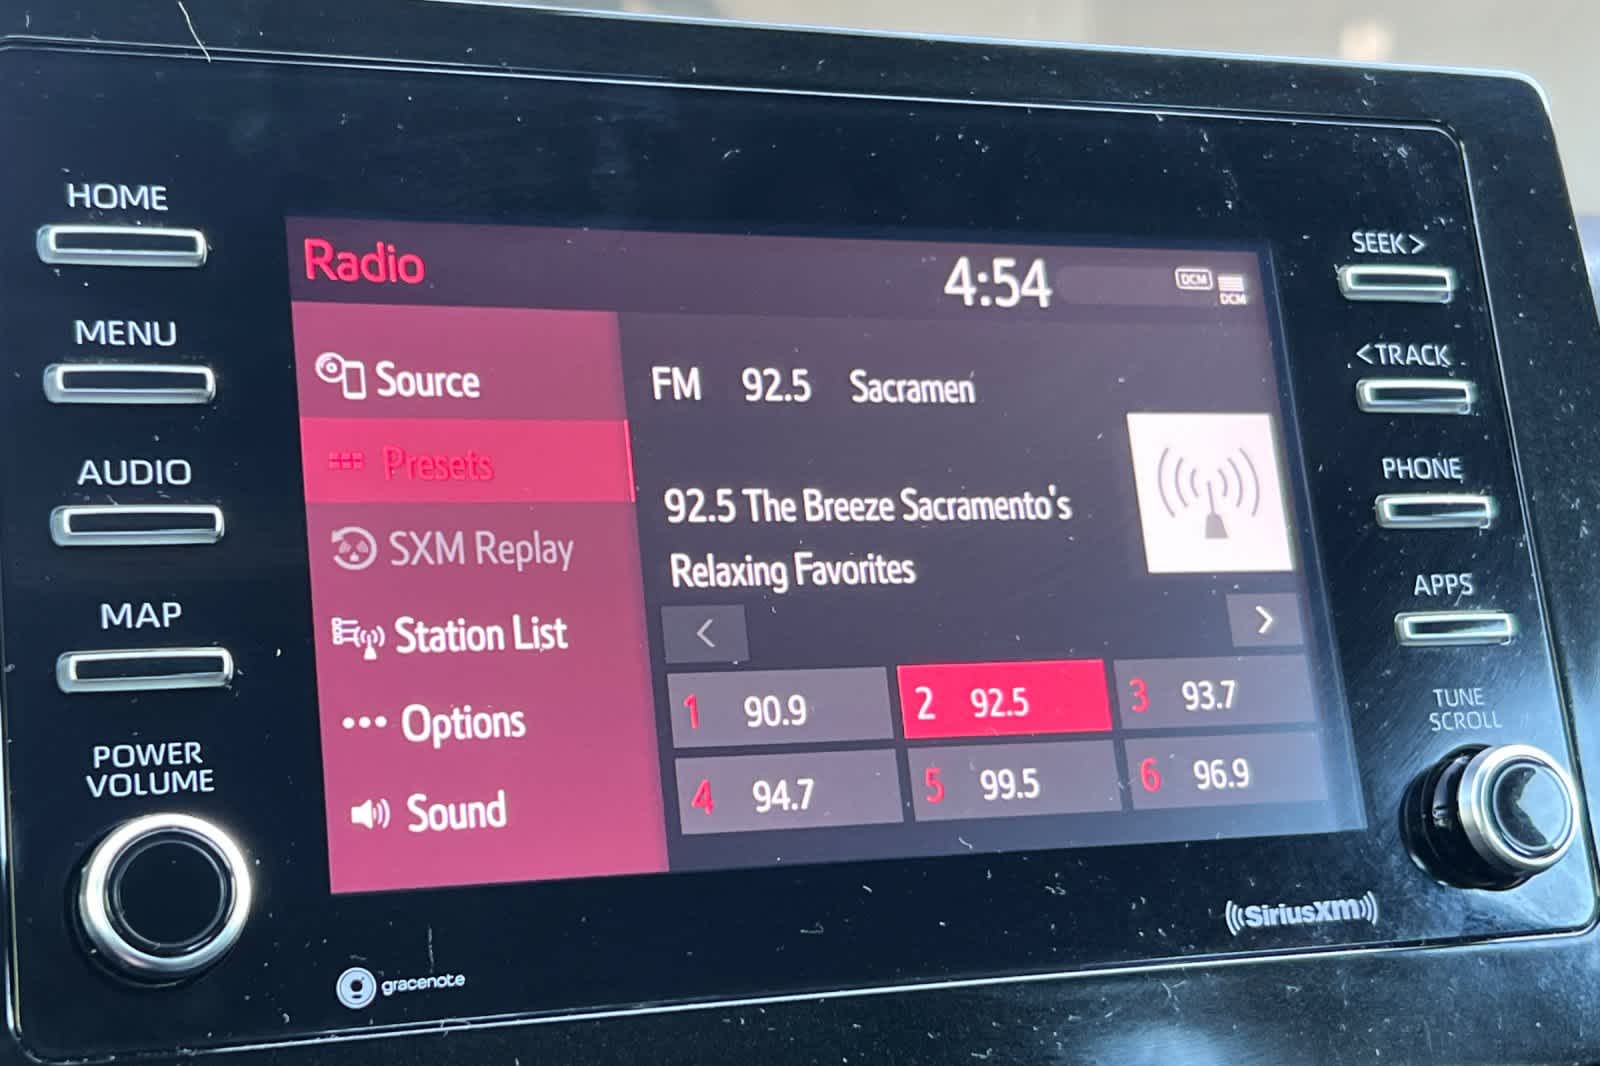 HOME
MENU
AUDIO
MAP
POWER
VOLUME
Radio
4:54
DCM
DCM
Source
Presets
SXM Replay
Station List
Options
Sound
FM 92.5 Sacramen
92.5 The Breeze Sacramento's
Relaxing Favorites
< >
1 90.9
2 92.5
3 93.7
4 94.7
5 99.5
6 96.9
SEEK >
< TRACK
PHONE
APPS
TUNE
SCROLL
gracenote
((SiriusXM))